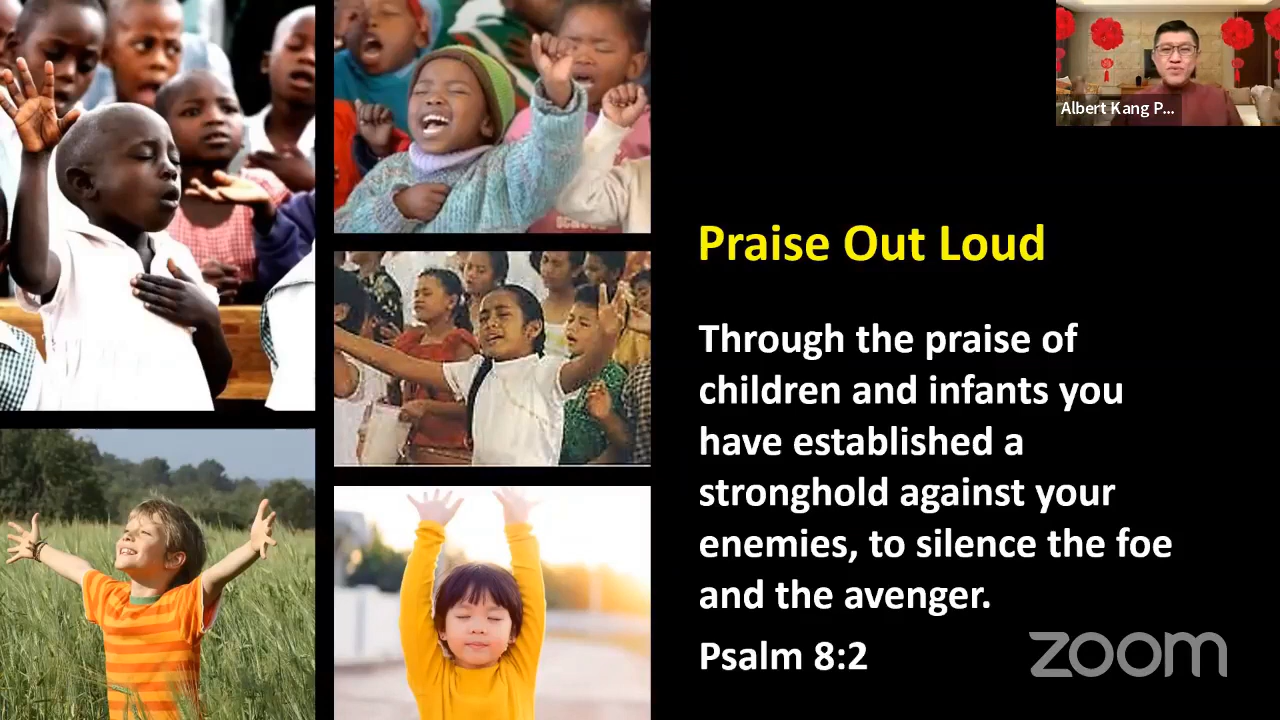 Albert Kang P...
Praise Out Loud
Through the praise of
children and infants you
have established a
stronghold against your
enemies, to silence the foe
and the avenger.
Psalm 8:2
zoom